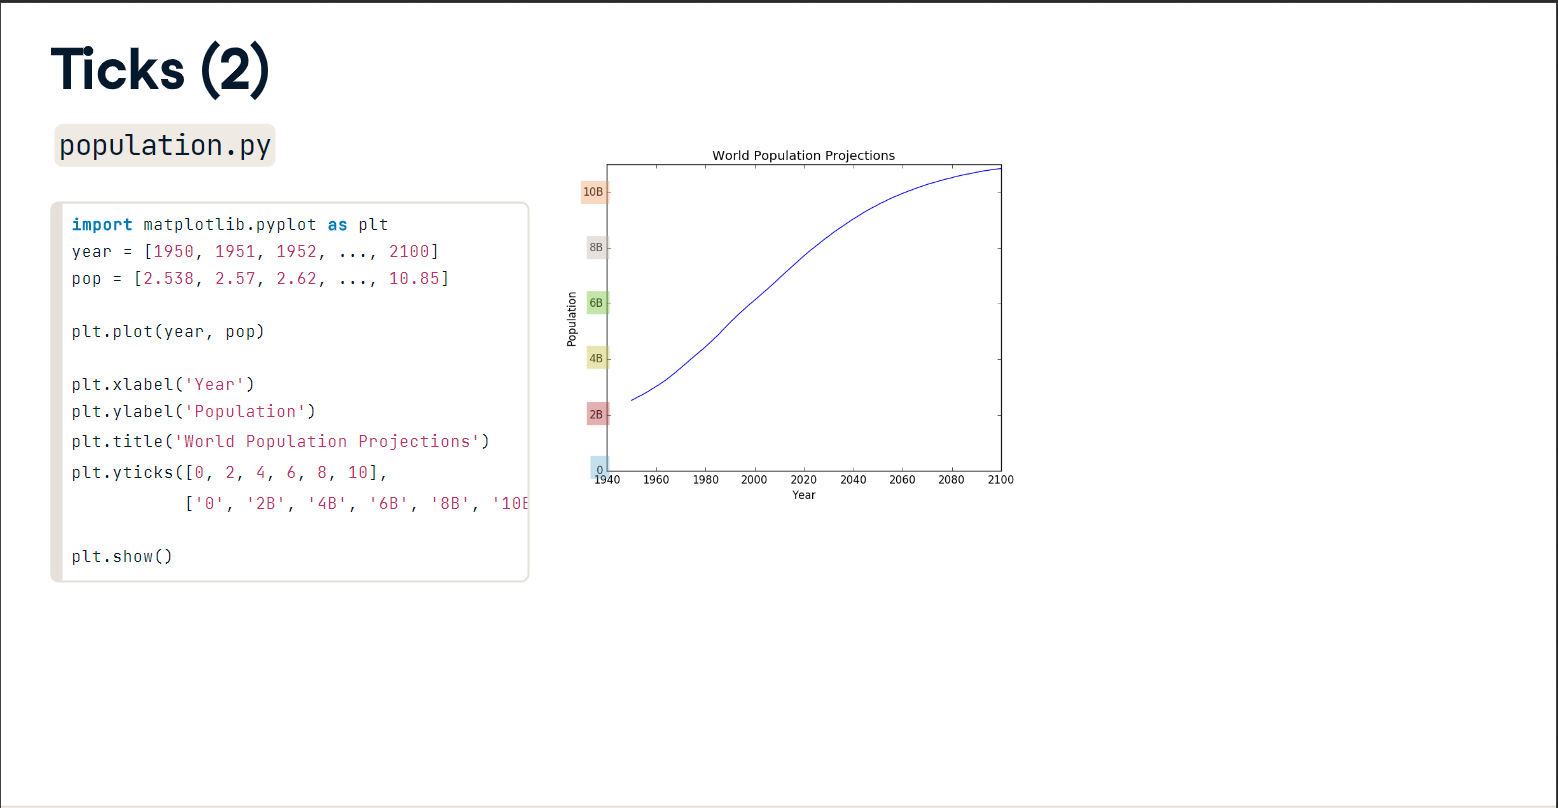 Ticks (2)
population.py
import matplotlib.pyplot as plt
year = [1950, 1951, 1952, ..., 2100]
pop = [2.538, 2.57, 2.62, ..., 10.85]
plt.plot(year, pop)
plt.xlabel('Year')
plt.ylabel('Population')
plt.title('World Population Projections')
plt.yticks([0, 2, 4, 6, 8, 10],
['0', '2B', '4B', '6B', '8B', '10B
plt.show()
World Population Projections
10B
8B
6B
4B
2B
0
Population
1940 1960 1980 2000 2020 2040 2060 2080 2100
Year